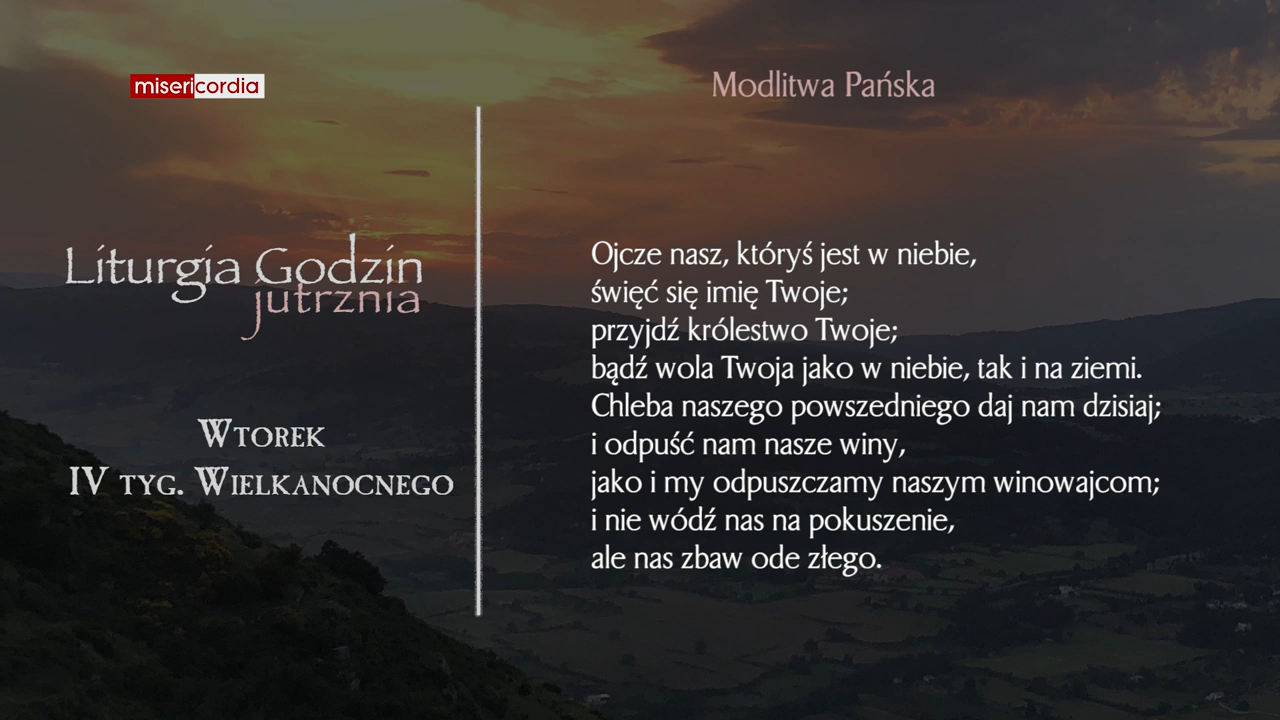 misericordia
Liturgia Godzin
jutrznia
Wtorek
IV tyg. Wielkanocnego
Modlitwa Pańska
Ojcze nasz, któryś jest w niebie,
święć się imię Twoje;
przyjdź królestwo Twoje;
bądź wola Twoja jako w niebie, tak i na ziemi.
Chleba naszego powszedniego daj nam dzisiaj;
i odpuść nam nasze winy,
jako i my odpuszczamy naszym winowajcom;
i nie wódź nas na pokuszenie,
ale nas zbaw ode złego.